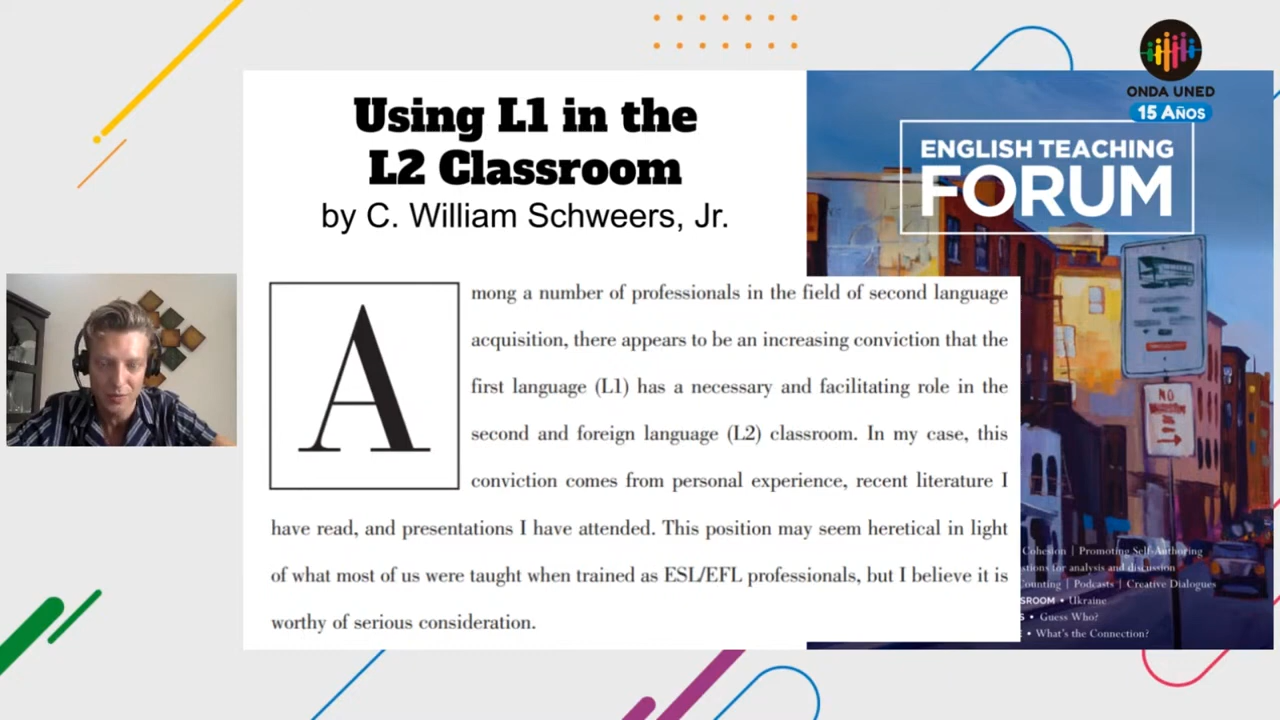 Using L1 in the
L2 Classroom
by C. William Schweers, Jr.
A
mong a number of professionals in the field of second language
acquisition, there appears to be an increasing conviction that the
first language (L1) has a necessary and facilitating role in the
second and foreign language (L2) classroom. In my case, this
conviction comes from personal experience, recent literature I
have read, and presentations I have attended. This position may seem heretical in light
of what most of us were taught when trained as ESL/EFL professionals, but I believe it is
worthy of serious consideration.
ONDA UNED
15 AÑOS
ENGLISH TEACHING
FORUM
NO
Cohesion | Promoting Self-Authoring
for analysis and discussion
| Podcasts | Creative Dialogues
• Ukraine
• Guess Who?
• What's the Connection?